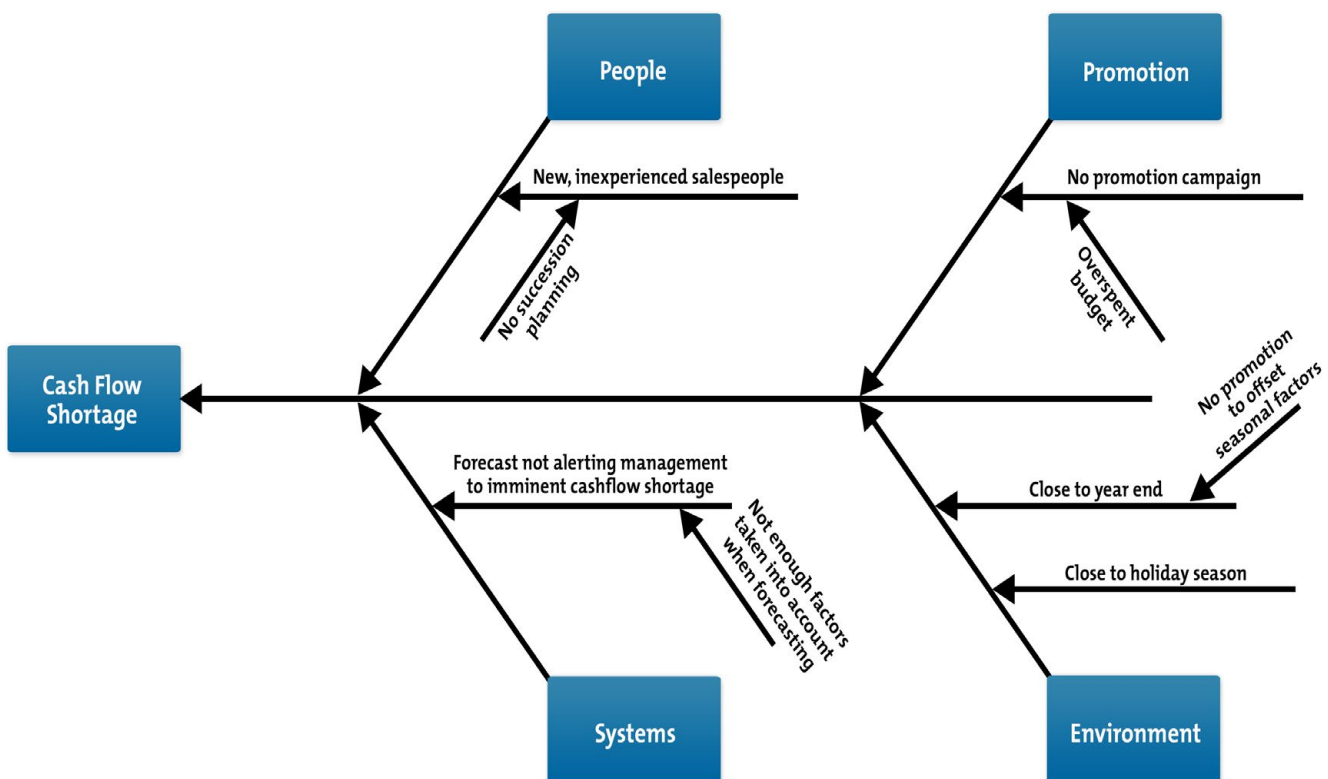 People
Promotion
New, inexperienced salespeople
No promotion campaign
No succession
planning
Overspent
budget
Cash Flow
Shortage
No promotion
to offset
seasonal factors
Forecast not alerting management
to imminent cashflow shortage
Not enough factors
taken into account
when forecasting
Close to year end
Close to holiday season
Systems
Environment